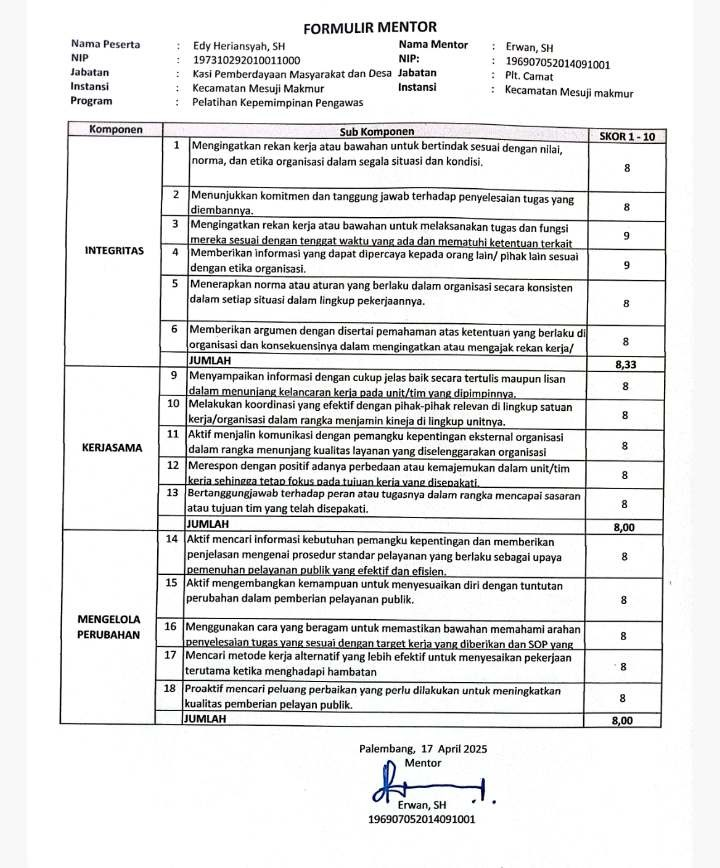 FORMULIR MENTOR
Nama Peserta : Edy Heriansyah, SH Nama Mentor : Erwan, SH
NIP : 197310292010011000 NIP: : 196907052014091001
Jabatan : Kasi Pemberdayaan Masyarakat dan Desa Jabatan : Plt. Camat
Instansi : Kecamatan Mesuji Makmur Instansi : Kecamatan Mesuji makmur
Program : Pelatihan Kepemimpinan Pengawas
Komponen Sub Komponen SKOR 1 - 10
INTEGRITAS
1 Mengingatkan rekan kerja atau bawahan untuk bertindak sesuai dengan nilai,
norma, dan etika organisasi dalam segala situasi dan kondisi. 8
2 Menunjukkan komitmen dan tanggung jawab terhadap penyelesaian tugas yang
diembannya. 8
3 Mengingatkan rekan kerja atau bawahan untuk melaksanakan tugas dan fungsi
mereka sesuai dengan tenggat waktu yang ada dan mematuhi ketentuan terkait 9
4 Memberikan informasi yang dapat dipercaya kepada orang lain/ pihak lain sesuai
dengan etika organisasi. 9
5 Menerapkan norma atau aturan yang berlaku dalam organisasi secara konsisten
dalam setiap situasi dalam lingkup pekerjaannya. 8
6 Memberikan argumen dengan disertai pemahaman atas ketentuan yang berlaku di
organisasi dan konsekuensinya dalam mengingatkan atau mengajak rekan kerja/ 8
JUMLAH 8,33
KERJASAMA
9 Menyampaikan informasi dengan cukup jelas baik secara tertulis maupun lisan
dalam menunjang kelancaran kerja pada unit/tim yang dipimpinnya. 8
10 Melakukan koordinasi yang efektif dengan pihak-pihak relevan di lingkup satuan
kerja/organisasi dalam rangka menjamin kineja di lingkup unitnya. 8
11 Aktif menjalin komunikasi dengan pemangku kepentingan eksternal organisasi
dalam rangka menunjang kualitas layanan yang diselenggarakan organisasi 8
12 Merespon dengan positif adanya perbedaan atau kemajemukan dalam unit/tim
kerja sehingga tetap fokus pada tujuan kerja yang disepakati. 8
13 Bertanggungjawab terhadap peran atau tugasnya dalam rangka mencapai sasaran
atau tujuan tim yang telah disepakati. 8
JUMLAH 8,00
MENGELOLA
PERUBAHAN
14 Aktif mencari informasi kebutuhan pemangku kepentingan dan memberikan
penjelasan mengenai prosedur standar pelayanan yang berlaku sebagai upaya
pemenuhan pelayanan publik yang efektif dan efisien. 8
15 Aktif mengembangkan kemampuan untuk menyesuaikan diri dengan tuntutan
perubahan dalam pemberian pelayanan publik. 8
16 Menggunakan cara yang beragam untuk memastikan bawahan memahami arahan
penyelesaian tugas yang sesuai dengan target kerja yang diberikan dan SOP yang 8
17 Mencari metode kerja alternatif yang lebih efektif untuk menyesaikan pekerjaan
terutama ketika menghadapi hambatan 8
18 Proaktif mencari peluang perbaikan yang perlu dilakukan untuk meningkatkan
kualitas pemberian pelayan publik. 8
JUMLAH 8,00
Palembang, 17 April 2025
Mentor
Erwan, SH
196907052014091001